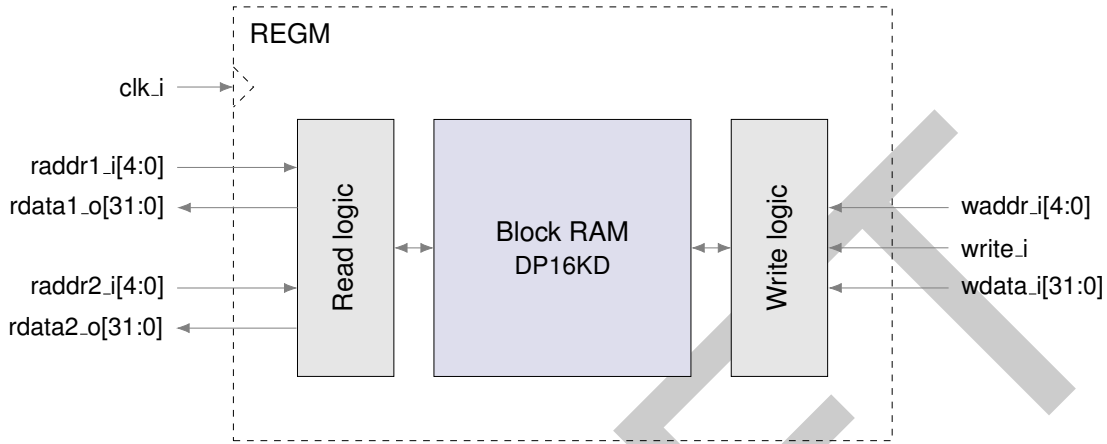 REGM
clk_i
raddr1_i[4:0]
rdata1_o[31:0]
raddr2_i[4:0]
rdata2_o[31:0]
Read logic
Block RAM
DP16KD
Write logic
waddr_i[4:0]
write_i
wdata_i[31:0]